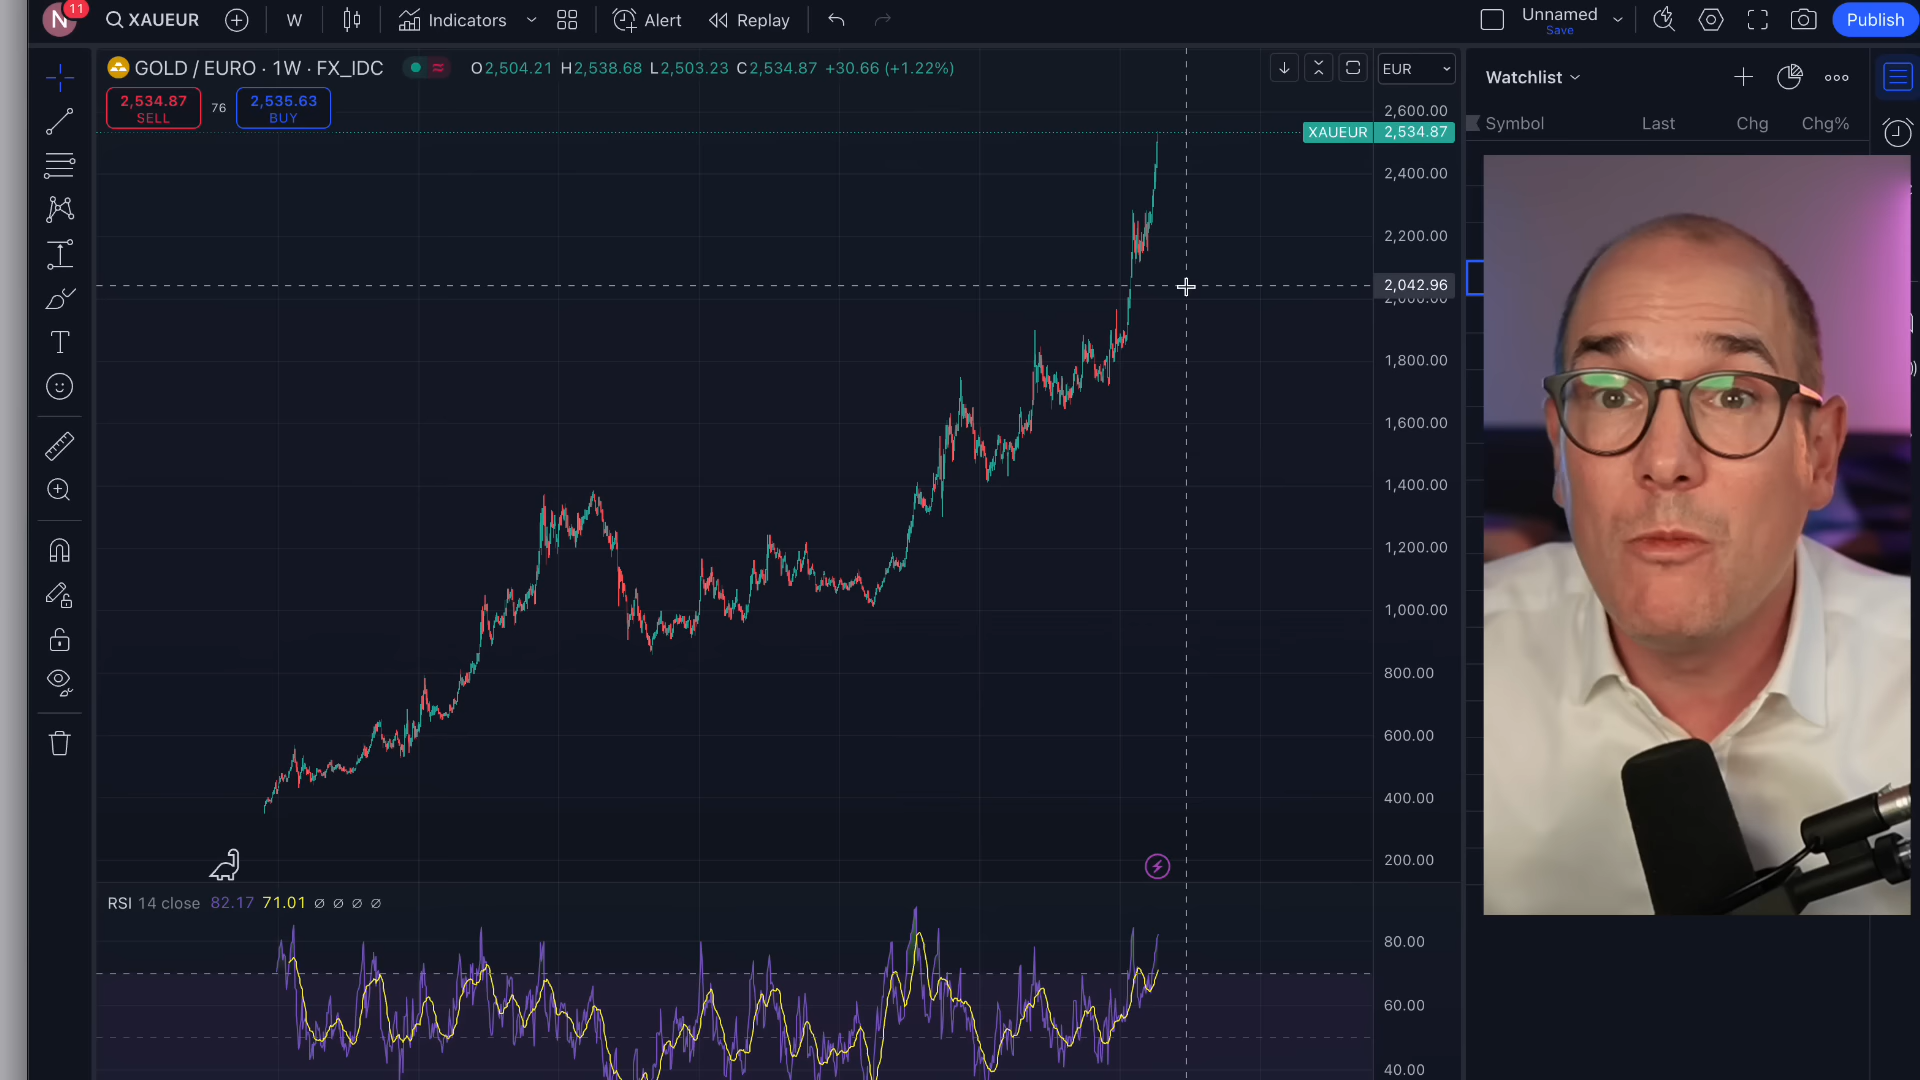 N 11 XAUEUR W Indicators Alert Replay Unnamed Save Publish
GOLD / EURO · 1W · FX_IDC O2,504.21 H2,538.68 L2,503.23 C2,534.87 +30.66 (+1.22%) EUR
Watchlist
2,534.87 SELL 76 2,535.63 BUY
Symbol Last Chg Chg%
2,600.00
XAUEUR 2,534.87
2,400.00
2,200.00
2,042.96
2,000.00
1,800.00
1,600.00
1,400.00
1,200.00
1,000.00
800.00
600.00
400.00
200.00
RSI 14 close 82.17 71.01 ∅ ∅ ∅ ∅
80.00
60.00
40.00